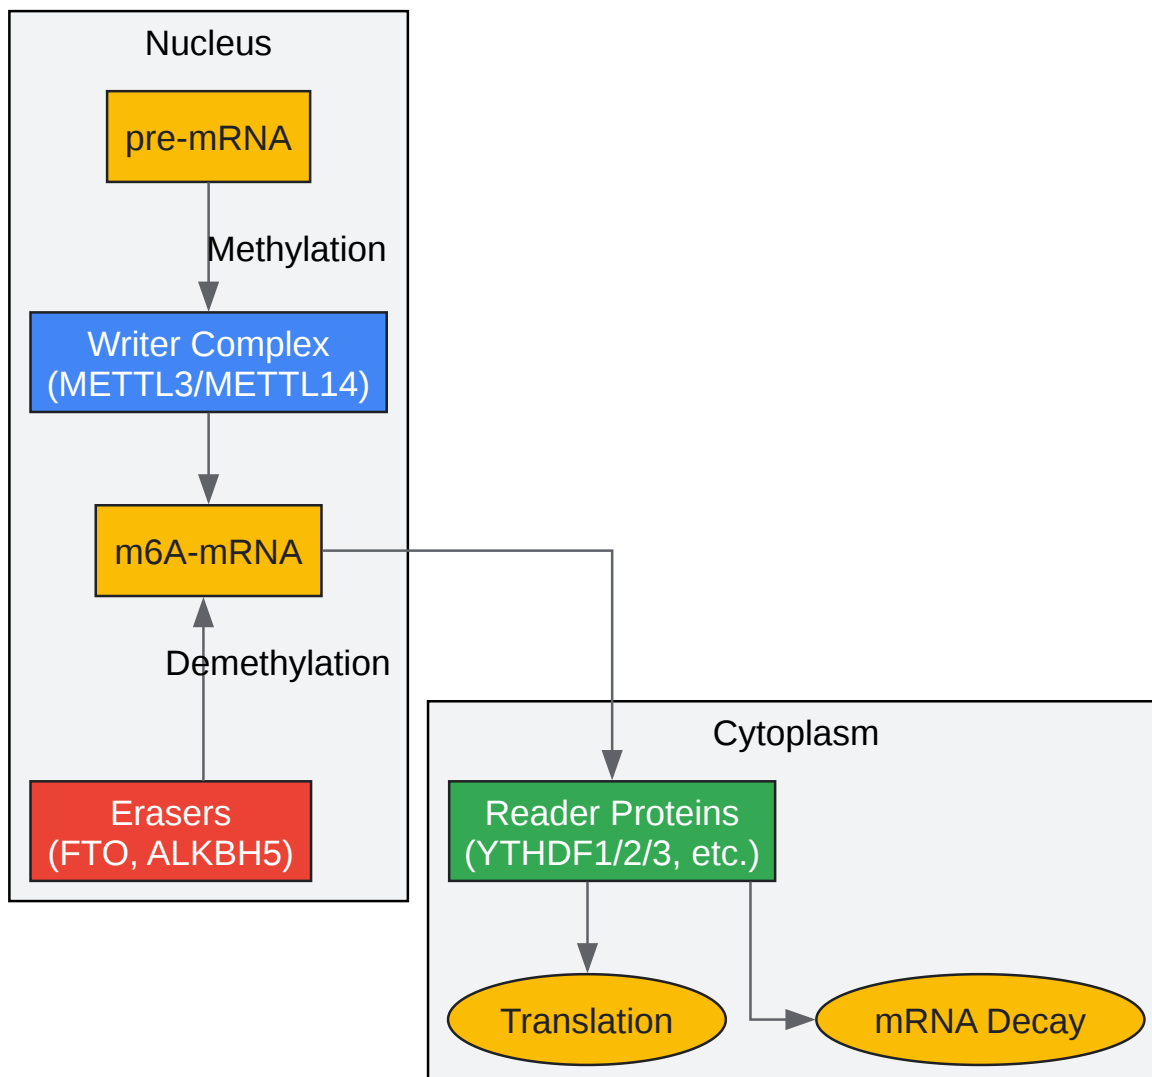 Nucleus
pre-mRNA
Methylation
Writer Complex
(METTL3/METTL14)
m6A-mRNA
Demethylation
Erasers
(FTO, ALKBH5)
Cytoplasm
Reader Proteins
(YTHDF1/2/3, etc.)
Translation
mRNA Decay